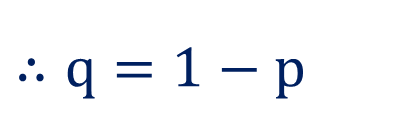 ∴ q = 1 − p